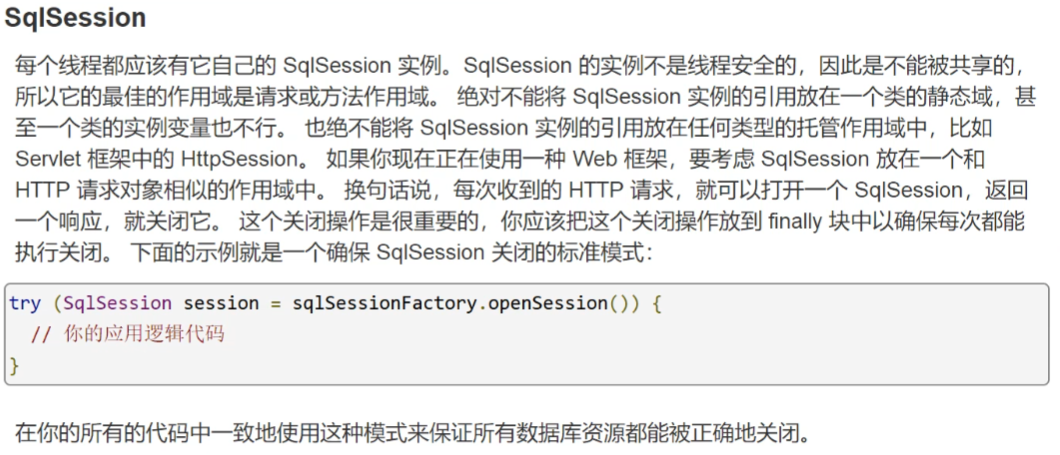 SqlSession
每个线程都应该有它自己的 SqlSession 实例。SqlSession 的实例不是线程安全的，因此是不能被共享的，
所以它的最佳的作用域是请求或方法作用域。 绝对不能将 SqlSession 实例的引用放在一个类的静态域，甚
至一个类的实例变量也不行。 也绝不能将 SqlSession 实例的引用放在任何类型的托管作用域中，比如
Servlet 框架中的 HttpSession。 如果你现在正在使用一种 Web 框架，要考虑 SqlSession 放在一个和
HTTP 请求对象相似的作用域中。 换句话说，每次收到的 HTTP 请求，就可以打开一个 SqlSession，返回
一个响应，就关闭它。 这个关闭操作是很重要的，你应该把这个关闭操作放到 finally 块中以确保每次都能
执行关闭。 下面的示例就是一个确保 SqlSession 关闭的标准模式：
try (SqlSession session = sqlSessionFactory.openSession()) {
// 你的应用逻辑代码
}
在你的所有的代码中一致地使用这种模式来保证所有数据库资源都能被正确地关闭。